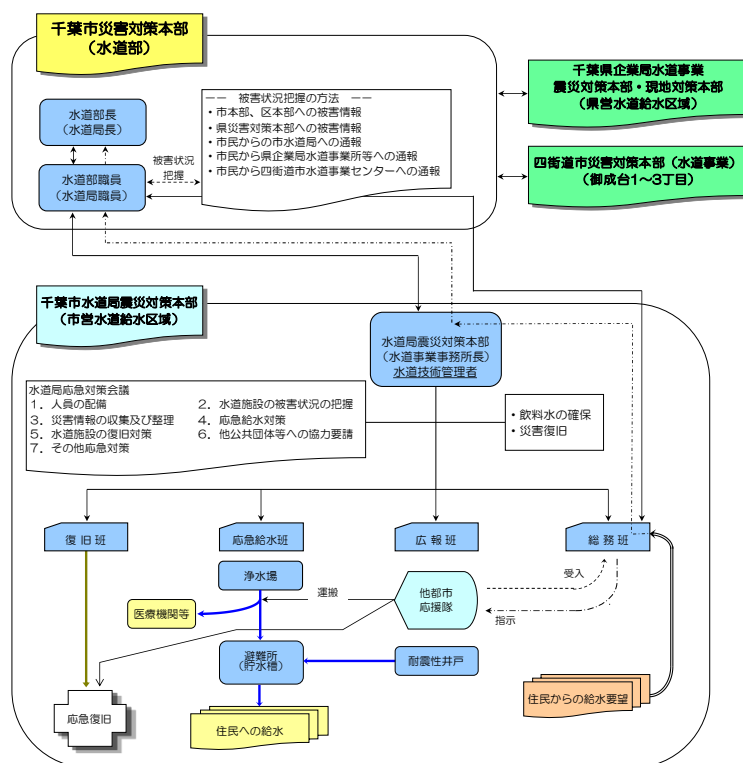 千葉市災害対策本部
（水道部）
千葉県企業局水道事業
震災対策本部・現地対策本部
（県営水道給水区域）
四街道市災害対策本部（水道事業）
（御成台1～3丁目）
水道部長
（水道局長）
水道部職員
（水道局職員）
被害状況
把握
―― 被害状況把握の方法 ――
・市本部、区本部への被害情報
・県災害対策本部への被害情報
・市民からの市水道局への通報
・市民から県企業局水道事業所等への通報
・市民から四街道市水道事業センターへの通報
千葉市水道局震災対策本部
（市営水道給水区域）
水道局震災対策本部
（水道事業事務所長）
水道技術管理者
水道局応急対策会議
1．人員の配備 2．水道施設の被害状況の把握
3．災害情報の収集及び整理 4．応急給水対策
5．水道施設の復旧対策 6．他公共団体等への協力要請
7．その他応急対策
・飲料水の確保
・災害復旧
復旧班
応急給水班
広報班
総務班
浄水場
医療機関等
運搬
他都市
応援隊
受入
指示
避難所
（貯水槽）
耐震性井戸
応急復旧
住民への給水
住民からの給水要望